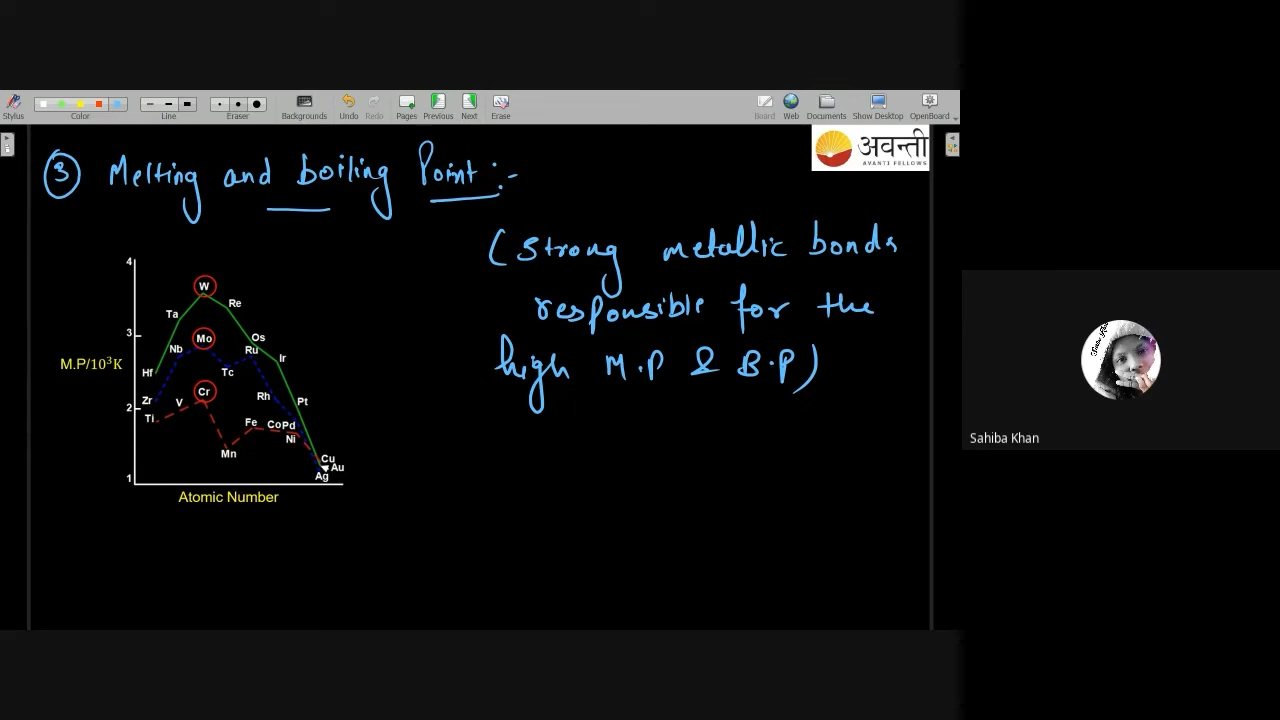 Stylus
Color
Line
Eraser
Backgrounds
Undo
Redo
Pages
Previous
Next
Erase
Board
Web
Documents
Show Desktop
OpenBoard
अवन्ती
AVANTI FELLOWS
③ Melting and boiling Point :-
(strong metallic bonds
responsible for the
high M.P & B.P)
4
3
2
1
M.P/10³K
W
Ta
Re
Mo
Nb
Os
Ru
Ir
Hf
Tc
Zr
V
Cr
Rh
Pt
Ti
Fe
Co
Pd
Ni
Mn
Cu
Au
Ag
Atomic Number
Sahiba Khan